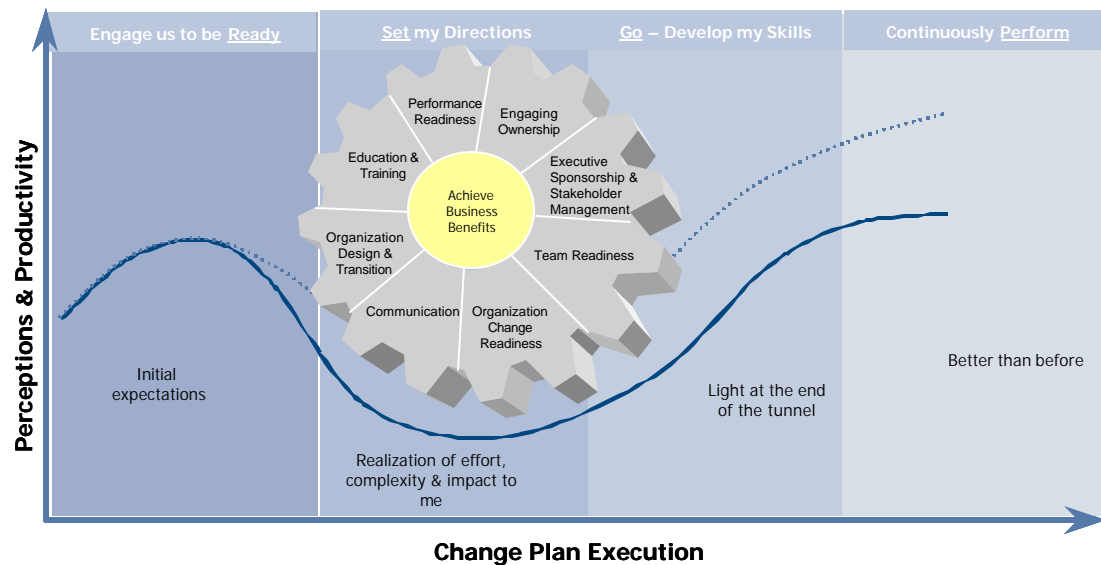 Engage us to be Ready
Set my Directions
Go – Develop my Skills
Continuously Perform
Perceptions & Productivity
Performance
Readiness
Engaging
Ownership
Education &
Training
Executive
Sponsorship &
Stakeholder
Management
Achieve
Business
Benefits
Organization
Design &
Transition
Team Readiness
Communication
Organization
Change
Readiness
Initial
expectations
Realization of effort,
complexity & impact to
me
Light at the end
of the tunnel
Better than before
Change Plan Execution